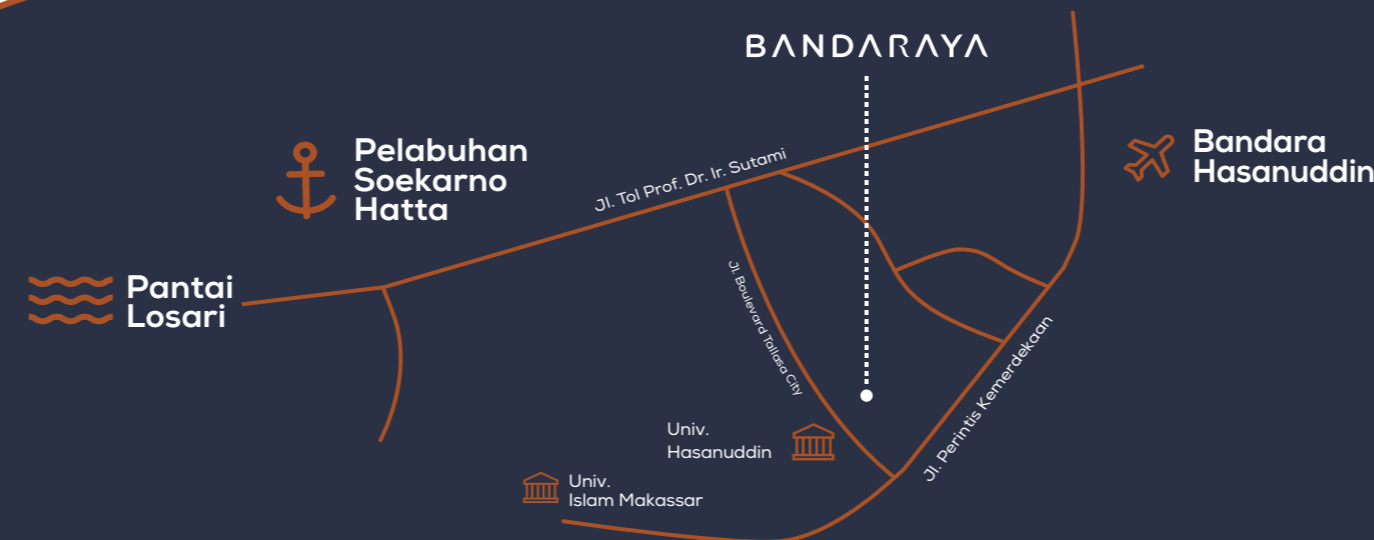 BANDARAYA
Pelabuhan
Soekarno
Hatta
Jl. Tol Prof. Dr. Ir. Sutami
Bandara
Hasanuddin
Pantai
Losari
Jl. Boulevard Tallasa City
Jl. Perintis Kemerdekaan
Univ.
Hasanuddin
Univ.
Islam Makassar